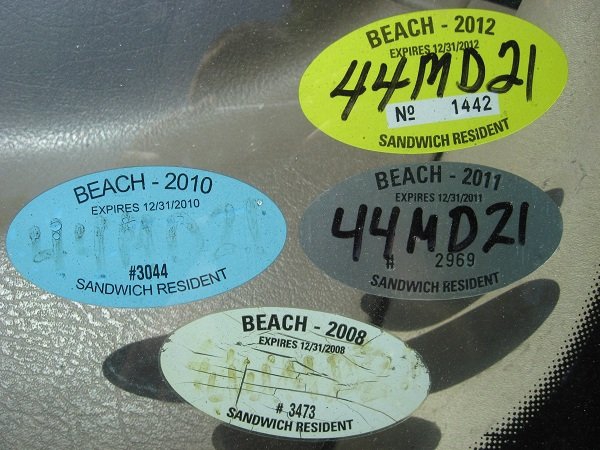 BEACH - 2012
EXPIRES 12/31/2012
44MD21
Nº 1442
SANDWICH RESIDENT
BEACH - 2010
EXPIRES 12/31/2010
44MD21
#3044
SANDWICH RESIDENT
BEACH - 2011
EXPIRES 12/31/2011
44MD21
# 2969
SANDWICH RESIDENT
BEACH - 2008
EXPIRES 12/31/2008
# 3473
SANDWICH RESIDENT